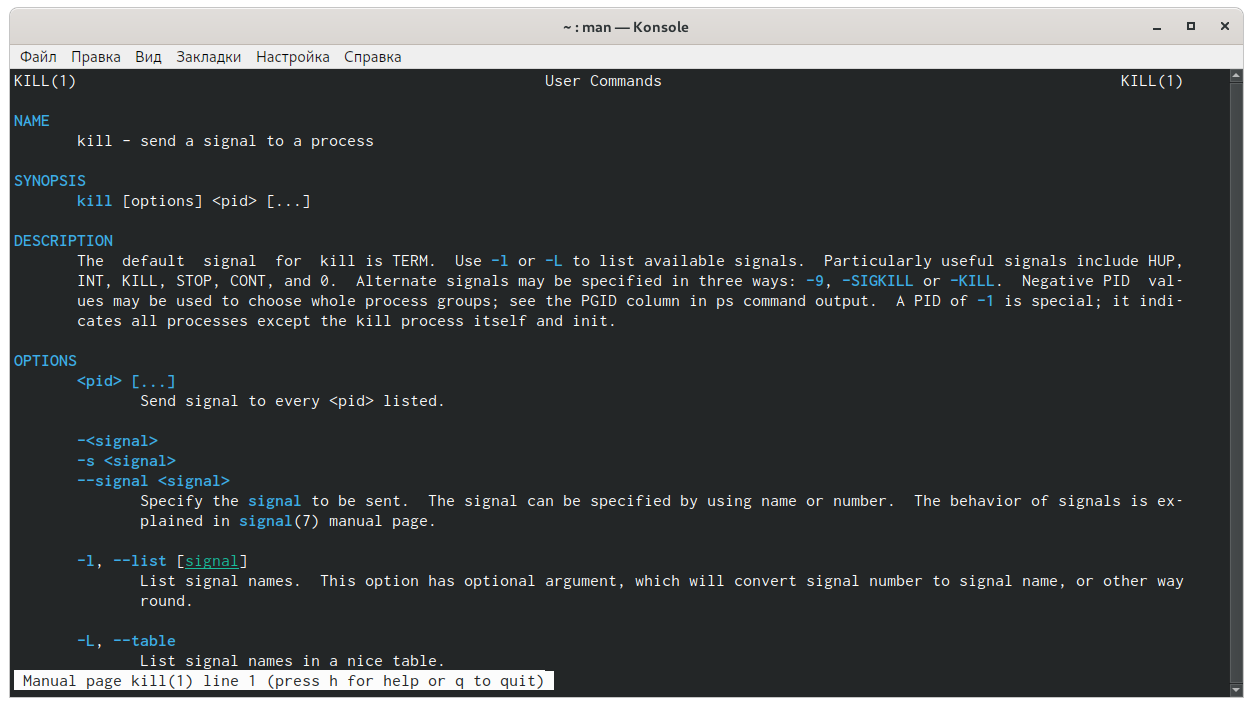 ~ : man — Konsole
Файл Правка Вид Закладки Настройка Справка
KILL(1) User Commands KILL(1)
NAME
kill - send a signal to a process
SYNOPSIS
kill [options] <pid> [...]
DESCRIPTION
The default signal for kill is TERM. Use -l or -L to list available signals. Particularly useful signals include HUP,
INT, KILL, STOP, CONT, and 0. Alternate signals may be specified in three ways: -9, -SIGKILL or -KILL. Negative PID val-
ues may be used to choose whole process groups; see the PGID column in ps command output. A PID of -1 is special; it indi-
cates all processes except the kill process itself and init.
OPTIONS
<pid> [...]
Send signal to every <pid> listed.
-<signal>
-s <signal>
--signal <signal>
Specify the signal to be sent. The signal can be specified by using name or number. The behavior of signals is ex-
plained in signal(7) manual page.
-l, --list [signal]
List signal names. This option has optional argument, which will convert signal number to signal name, or other way
round.
-L, --table
List signal names in a nice table.
Manual page kill(1) line 1 (press h for help or q to quit)